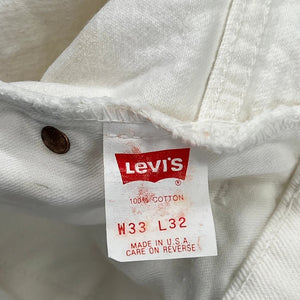 LEVI'S
®
100% COTTON
W33 L32
MADE IN U.S.A
CARE ON REVERSE